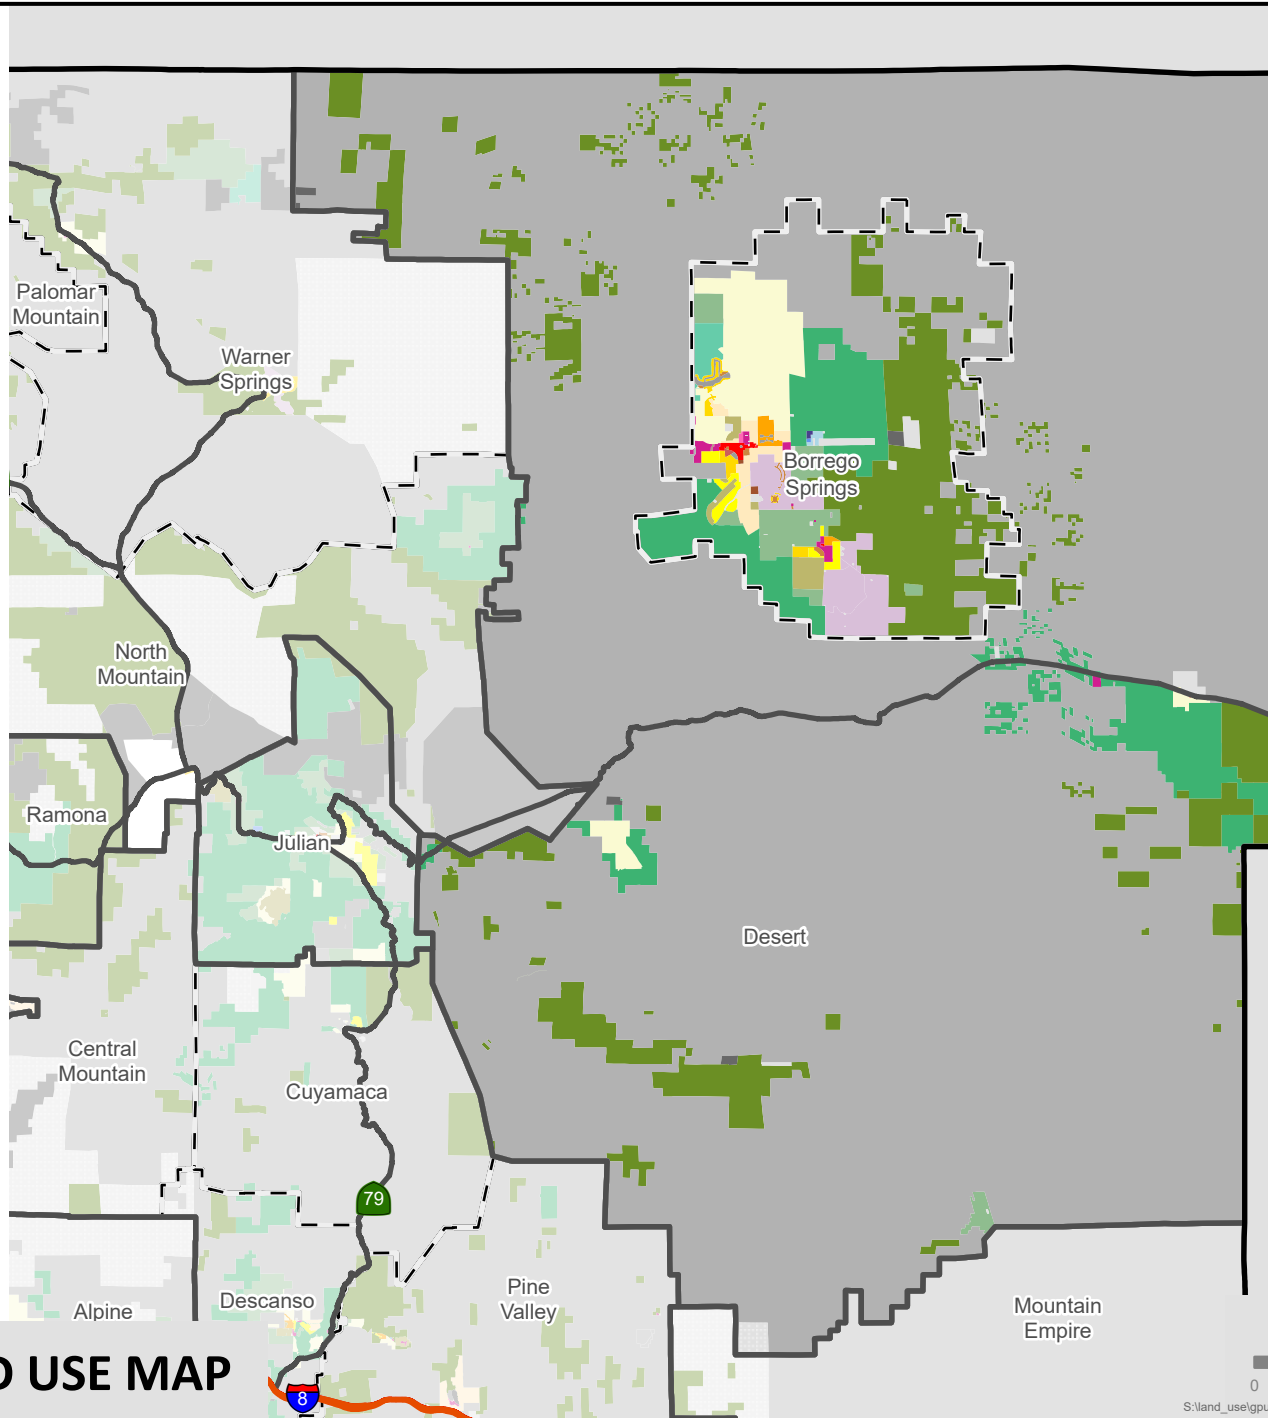 Palomar
Mountain
Warner
Springs
Borrego
Springs
North
Mountain
Ramona
Julian
Desert
Central
Mountain
Cuyamaca
79
Pine
Valley
Descanso
Alpine
Mountain
Empire
USE MAP
8
0
S:\land_use\gpu